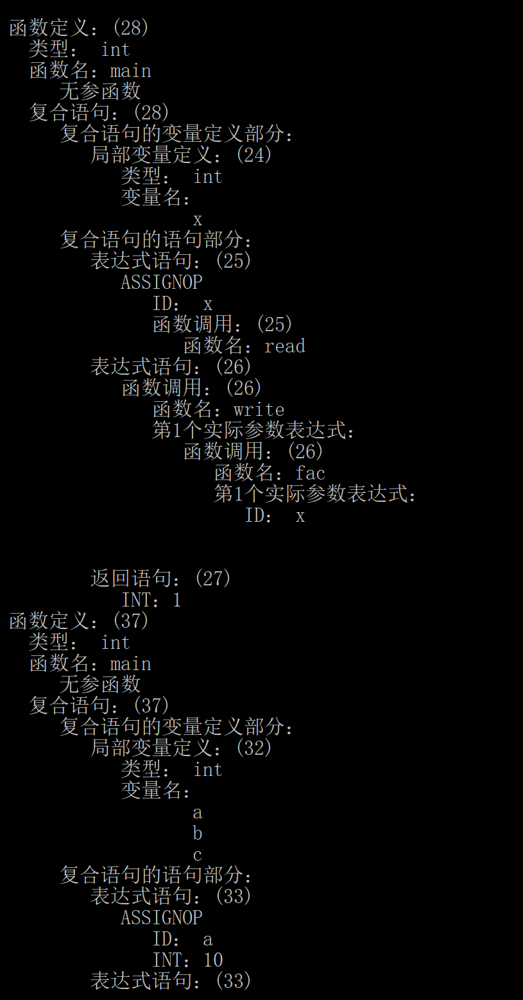 函数定义：(28)
类型： int
函数名：main
无参函数
复合语句：(28)
复合语句的变量定义部分：
局部变量定义：(24)
类型： int
变量名：
x
复合语句的语句部分：
表达式语句：(25)
ASSIGNOP
ID： x
函数调用：(25)
函数名：read
表达式语句：(26)
函数调用：(26)
函数名：write
第1个实际参数表达式：
函数调用：(26)
函数名：fac
第1个实际参数表达式：
ID： x
返回语句：(27)
INT：1
函数定义：(37)
类型： int
函数名：main
无参函数
复合语句：(37)
复合语句的变量定义部分：
局部变量定义：(32)
类型： int
变量名：
a
b
c
复合语句的语句部分：
表达式语句：(33)
ASSIGNOP
ID： a
INT：10
表达式语句：(33)